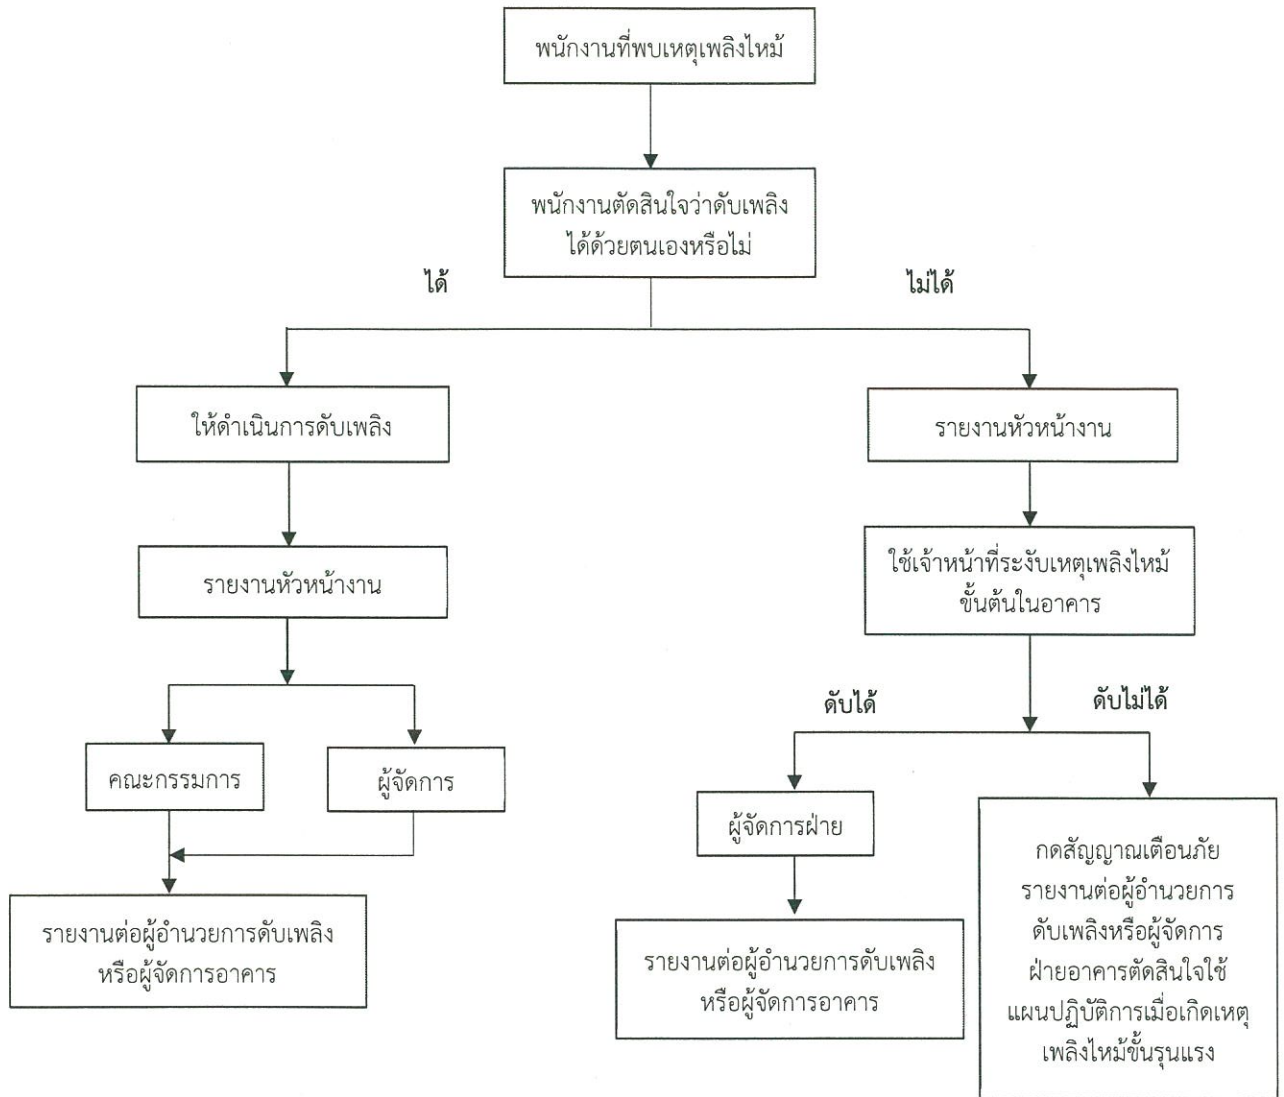 พนักงานที่พบเหตุเพลิงไหม้
พนักงานตัดสินใจว่าดับเพลิง
ได้ด้วยตนเองหรือไม่
ได้
ไม่ได้
ให้ดำเนินการดับเพลิง
รายงานหัวหน้างาน
รายงานหัวหน้างาน
ใช้เจ้าหน้าที่ระงับเหตุเพลิงไหม้
ขั้นต้นในอาคาร
ดับได้
ดับไม่ได้
คณะกรรมการ
ผู้จัดการ
ผู้จัดการฝ่าย
รายงานต่อผู้อำนวยการดับเพลิง
หรือผู้จัดการอาคาร
รายงานต่อผู้อำนวยการดับเพลิง
หรือผู้จัดการอาคาร
กดสัญญาณเตือนภัย
รายงานต่อผู้อำนวยการ
ดับเพลิงหรือผู้จัดการ
ฝ่ายอาคารตัดสินใจใช้
แผนปฏิบัติการเมื่อเกิดเหตุ
เพลิงไหม้ขั้นรุนแรง